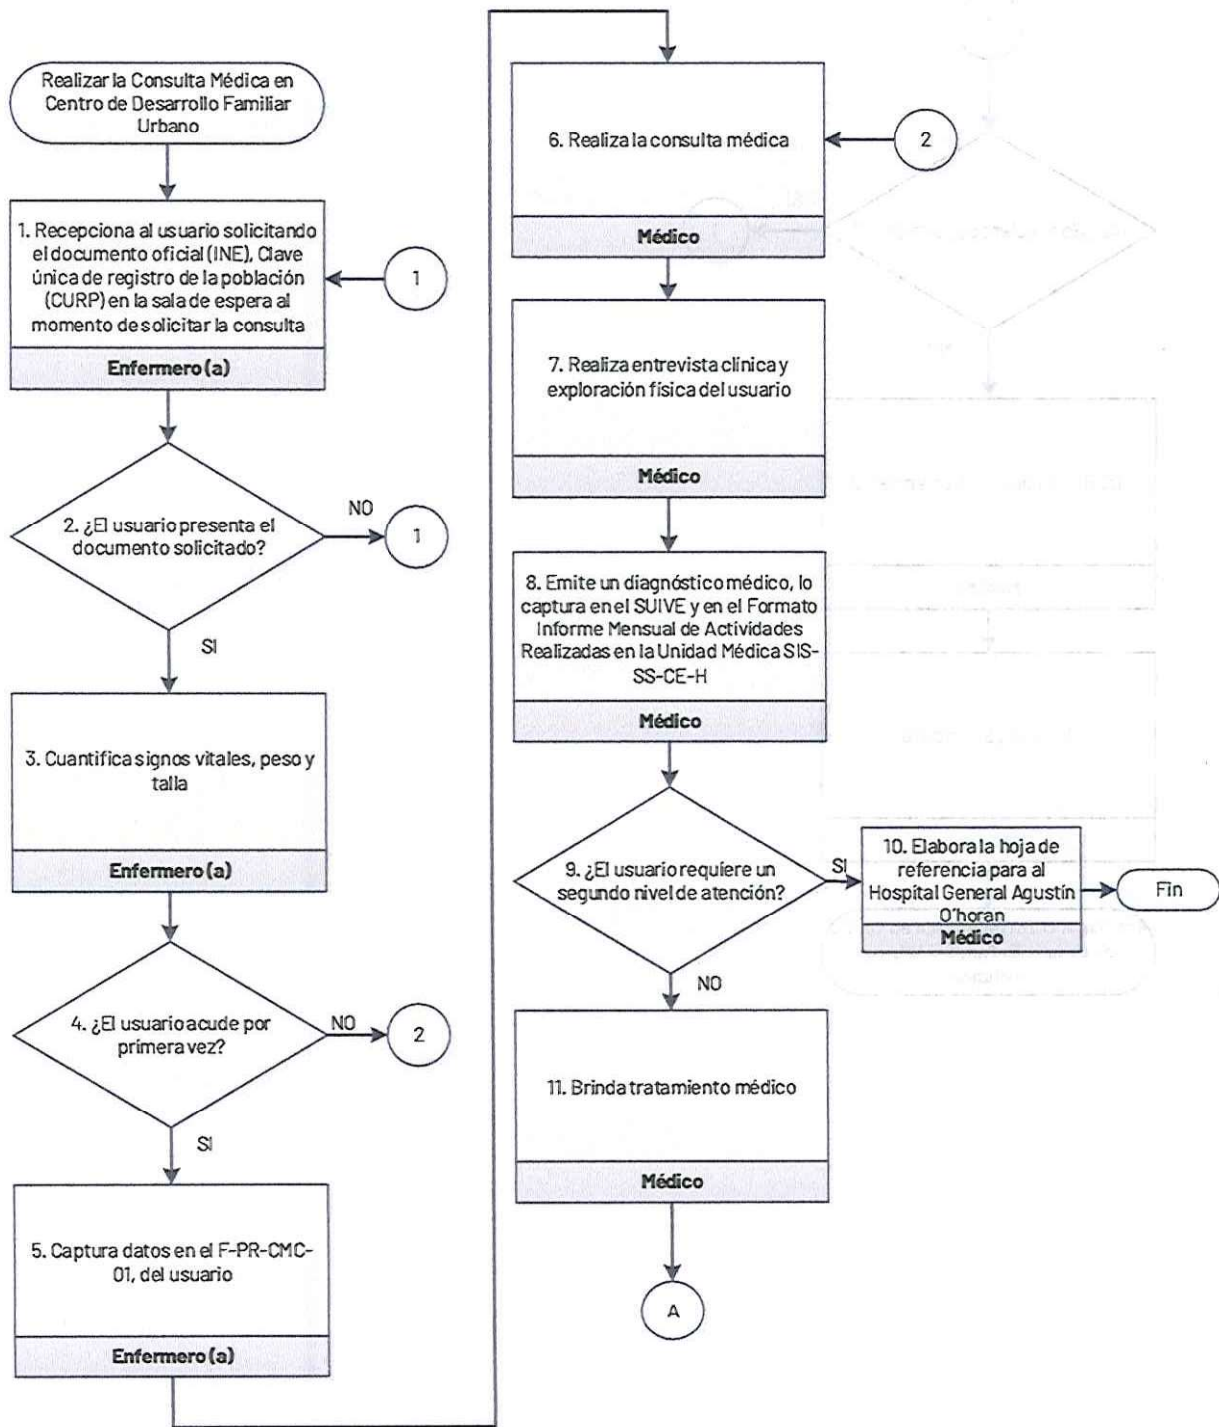 Realizar la Consulta Médica en
Centro de Desarrollo Familiar
Urbano
1. Recepciona al usuario solicitando
el documento oficial (INE), Clave
única de registro de la población
(CURP) en la sala de espera al
momento de solicitar la consulta
Enfermero (a)
1
2. ¿El usuario presenta el
documento solicitado?
NO
1
SI
3. Cuantifica signos vitales, peso y
talla
Enfermero (a)
4. ¿El usuario acude por
primera vez?
NO
2
SI
5. Captura datos en el F-PR-CMC-
01, del usuario
Enfermero (a)
6. Realiza la consulta médica
Médico
2
7. Realiza entrevista clínica y
exploración física del usuario
Médico
8. Emite un diagnóstico médico, lo
captura en el SUIVE y en el Formato
Informe Mensual de Actividades
Realizadas en la Unidad Médica SIS-
SS-CE-H
Médico
9. ¿El usuario requiere un
segundo nivel de atención?
SI
10. Elabora la hoja de
referencia para al
Hospítal General Agustín
O'horan
Médico
Fin
NO
11. Brinda tratamiento médico
Médico
A